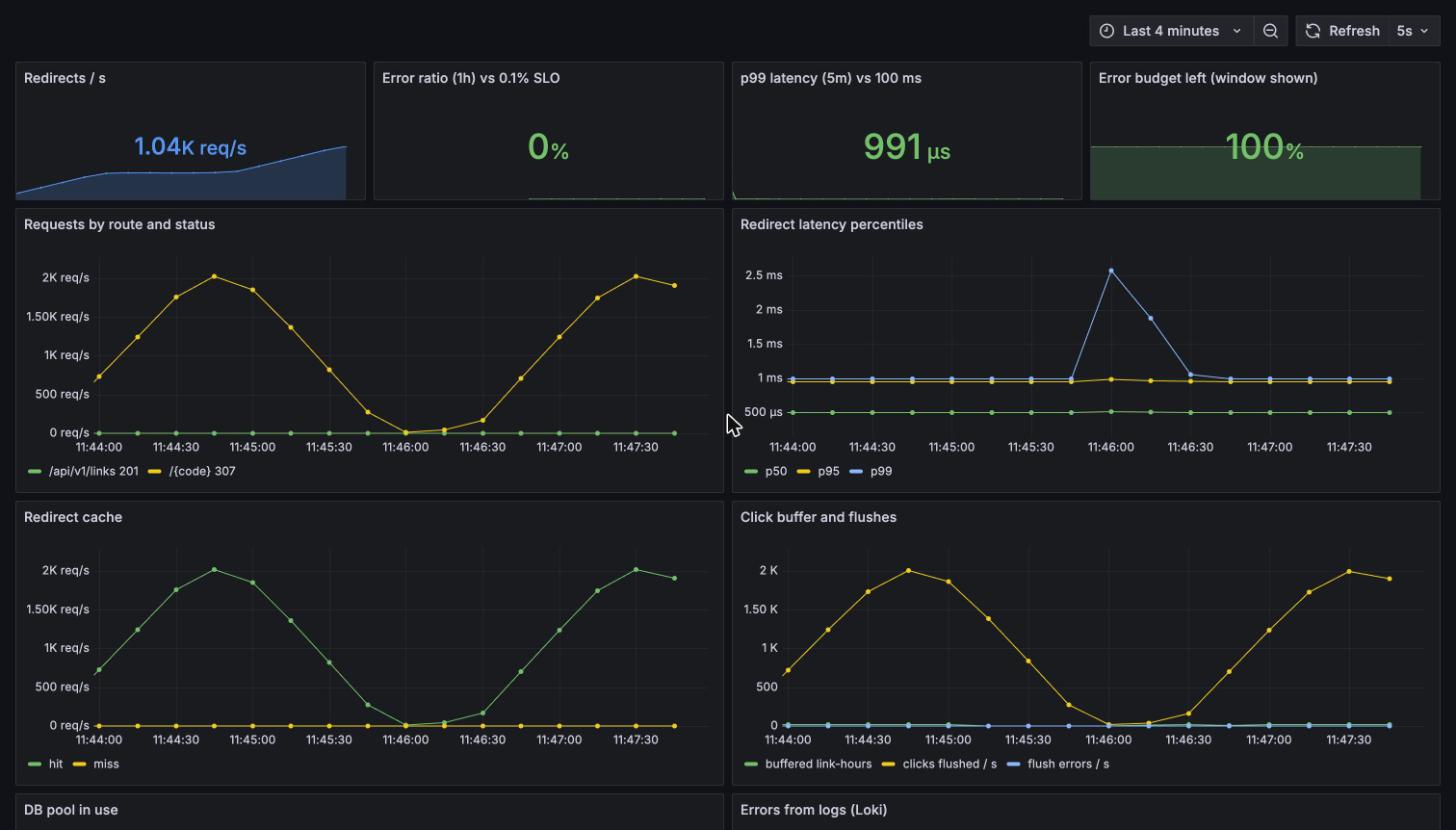 Last 4 minutes
Refresh 5s
Redirects / s
1.04K req/s
Error ratio (1h) vs 0.1% SLO
0%
p99 latency (5m) vs 100 ms
991 µs
Error budget left (window shown)
100%
Requests by route and status
2K req/s
1.50K req/s
1K req/s
500 req/s
0 req/s
11:44:00 11:44:30 11:45:00 11:45:30 11:46:00 11:46:30 11:47:00 11:47:30
/api/v1/links 201 /{code} 307
Redirect latency percentiles
2.5 ms
2 ms
1.5 ms
1 ms
500 µs
11:44:00 11:44:30 11:45:00 11:45:30 11:46:00 11:46:30 11:47:00 11:47:30
p50 p95 p99
Redirect cache
2K req/s
1.50K req/s
1K req/s
500 req/s
0 req/s
11:44:00 11:44:30 11:45:00 11:45:30 11:46:00 11:46:30 11:47:00 11:47:30
hit miss
Click buffer and flushes
2 K
1.50 K
1 K
500
0
11:44:00 11:44:30 11:45:00 11:45:30 11:46:00 11:46:30 11:47:00 11:47:30
buffered link-hours clicks flushed / s flush errors / s
DB pool in use
Errors from logs (Loki)